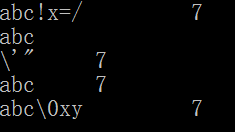 abc!x=/              7
abc
\'"      7
abc      7
abc\0xy              7